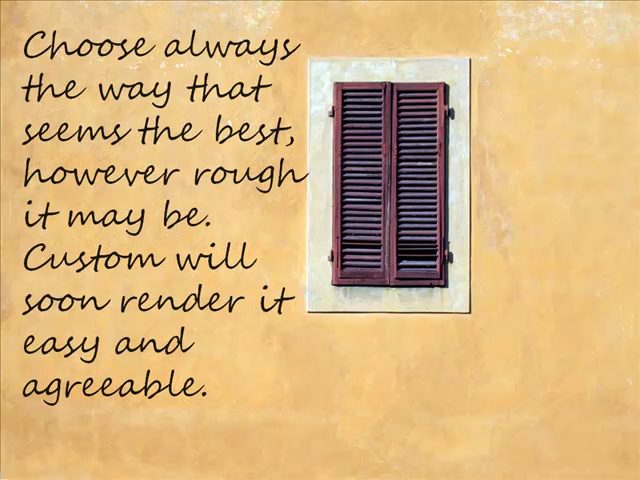 Choose always
the way that
seems the best,
however rough
it may be.
Custom will
soon render it
easy and
agreeable.